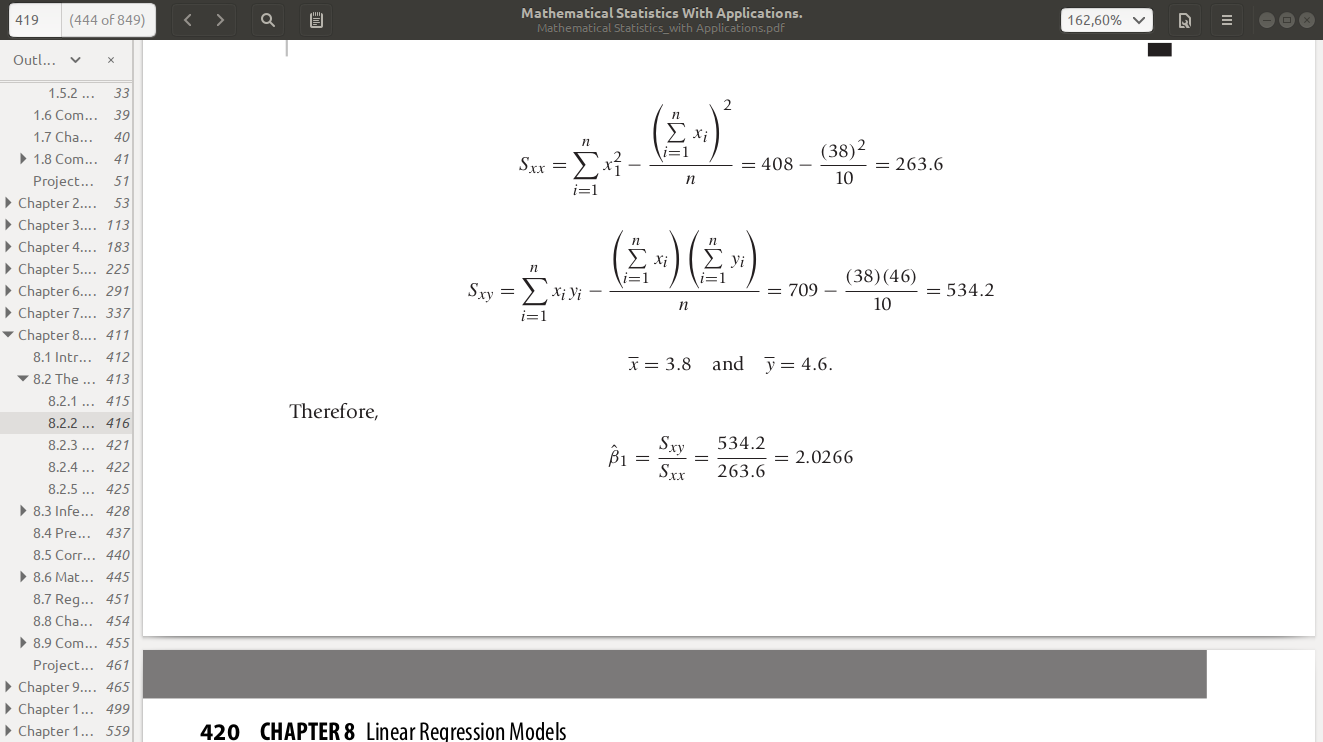 419 (444 of 849)
Mathematical Statistics With Applications.
Mathematical Statistics_with Applications.pdf
162,60%
Outl... ×
1.5.2 ... 33
1.6 Com... 39
1.7 Cha... 40
1.8 Com... 41
Project... 51
Chapter 2.... 53
Chapter 3.... 113
Chapter 4.... 183
Chapter 5.... 225
Chapter 6.... 291
Chapter 7.... 337
Chapter 8.... 411
8.1 Intr... 412
8.2 The ... 413
8.2.1 ... 415
8.2.2 ... 416
8.2.3 ... 421
8.2.4 ... 422
8.2.5 ... 425
8.3 Infe... 428
8.4 Pre... 437
8.5 Corr... 440
8.6 Mat... 445
8.7 Reg... 451
8.8 Cha... 454
8.9 Com... 455
Project... 461
Chapter 9.... 465
Chapter 1... 499
Chapter 1... 559
S_{xx} = \sum_{i=1}^{n} x_1^2 - \frac{\left(\sum_{i=1}^{n} x_i\right)^2}{n} = 408 - \frac{(38)^2}{10} = 263.6
S_{xy} = \sum_{i=1}^{n} x_i y_i - \frac{\left(\sum_{i=1}^{n} x_i\right)\left(\sum_{i=1}^{n} y_i\right)}{n} = 709 - \frac{(38)(46)}{10} = 534.2
\overline{x} = 3.8 and \overline{y} = 4.6.
Therefore,
\hat{\beta}_1 = \frac{S_{xy}}{S_{xx}} = \frac{534.2}{263.6} = 2.0266
420 CHAPTER 8 Linear Regression Models